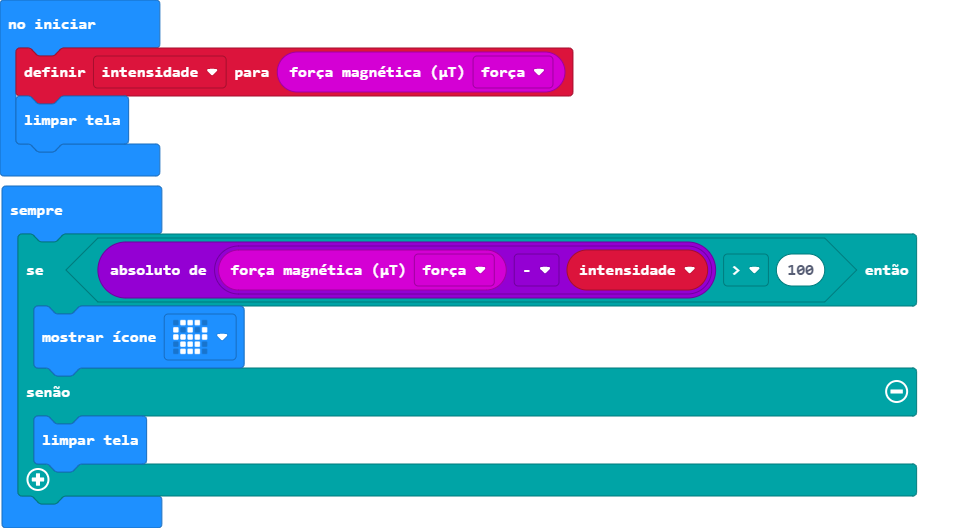 no iniciar
definir intensidade para força magnética (µT) força
limpar tela
sempre
se absoluto de força magnética (µT) força - intensidade > 100 então
mostrar ícone
senão
limpar tela